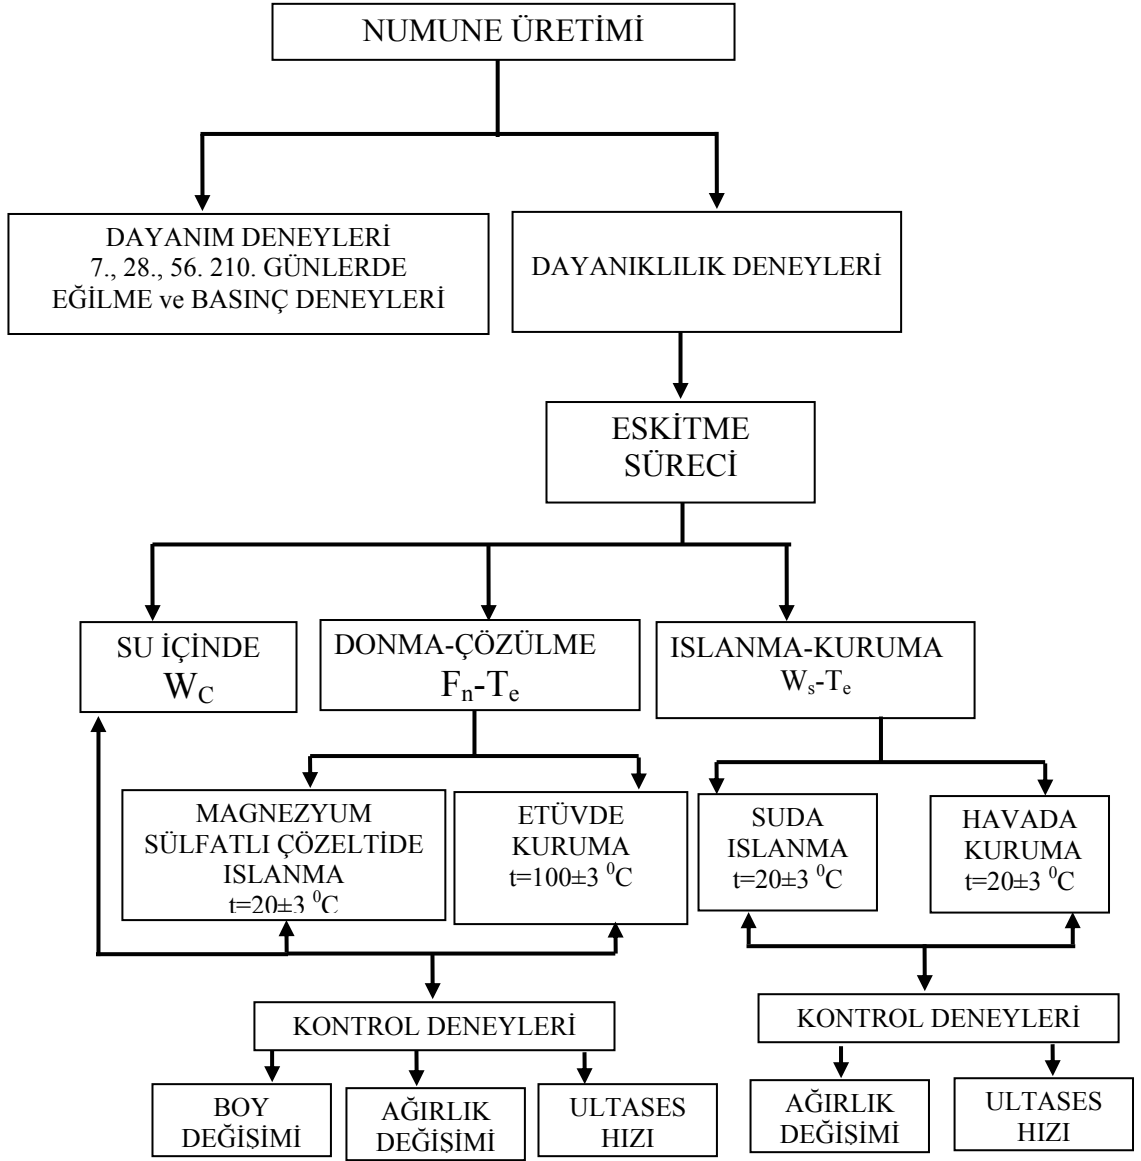 NUMUNE ÜRETİMİ
DAYANIM DENEYLERİ
7., 28., 56. 210. GÜNLERDE
EĞİLME ve BASINÇ DENEYLERİ
DAYANIKLILIK DENEYLERİ
ESKİTME
SÜRECİ
SU İÇİNDE
W_C
DONMA-ÇÖZÜLME
F_n-T_e
ISLANMA-KURUMA
W_s-T_e
MAGNEZYUM
SÜLFATLI ÇÖZELTİDE
ISLANMA
t=20±3 ⁰C
ETÜVDE
KURUMA
t=100±3 ⁰C
SUDA
ISLANMA
t=20±3 ⁰C
HAVADA
KURUMA
t=20±3 ⁰C
KONTROL DENEYLERİ
BOY
DEĞİŞİMİ
AĞIRLIK
DEĞİŞİMİ
ULTASES
HIZI
KONTROL DENEYLERİ
AĞIRLIK
DEĞİŞİMİ
ULTASES
HIZI